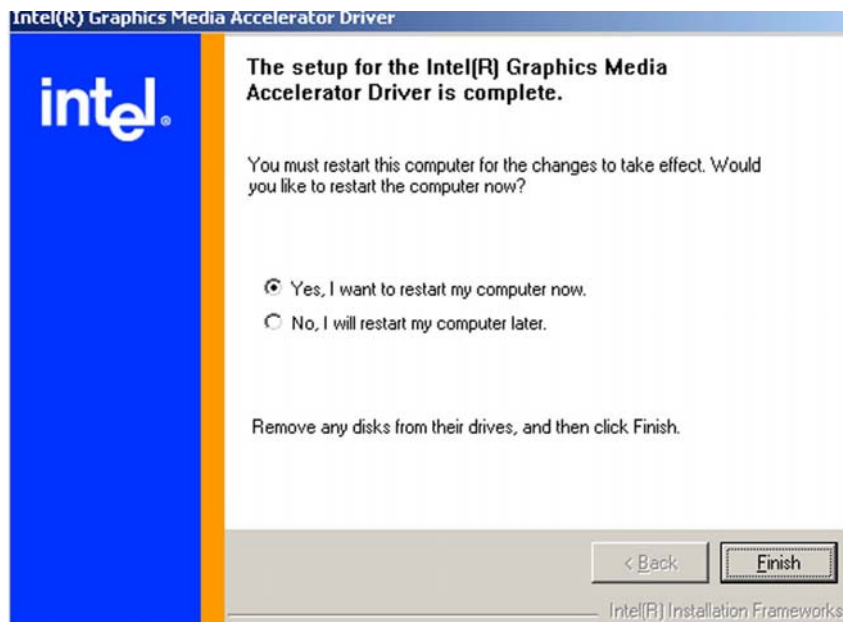 Intel(R) Graphics Media Accelerator Driver
intel®
The setup for the Intel(R) Graphics Media
Accelerator Driver is complete.
You must restart this computer for the changes to take effect. Would
you like to restart the computer now?
Yes, I want to restart my computer now.
No, I will restart my computer later.
Remove any disks from their drives, and then click Finish.
< Back
Finish
Intel(R) Installation Frameworks